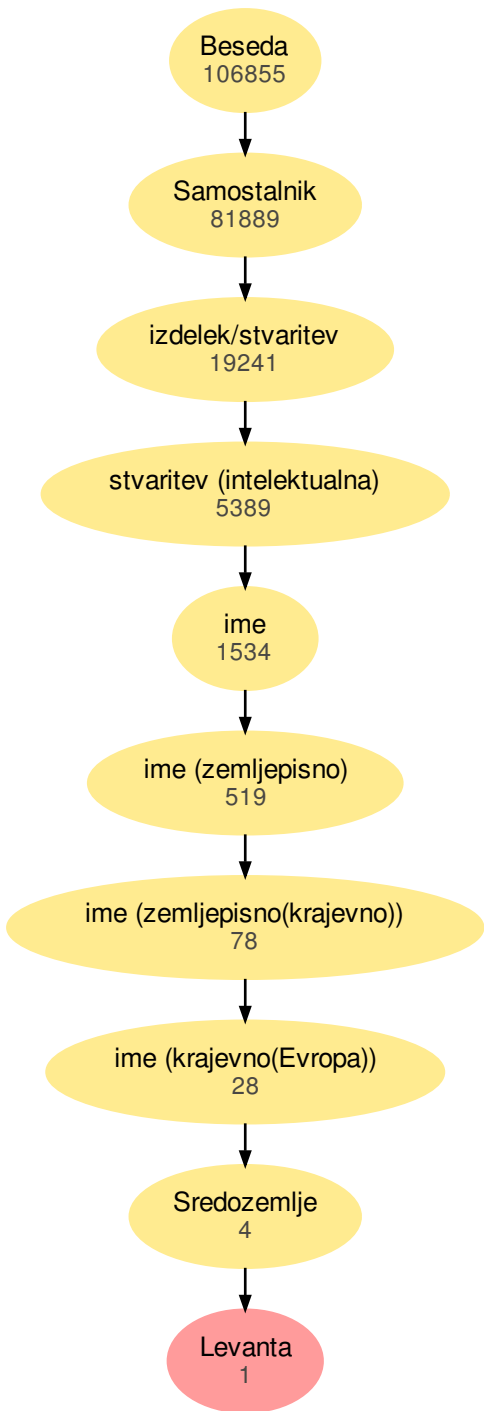 Beseda
106855
Samostalnik
81889
izdelek/stvaritev
19241
stvaritev (intelektualna)
5389
ime
1534
ime (zemljepisno)
519
ime (zemljepisno(krajevno))
78
ime (krajevno(Evropa))
28
Sredozemlje
4
Levanta
1